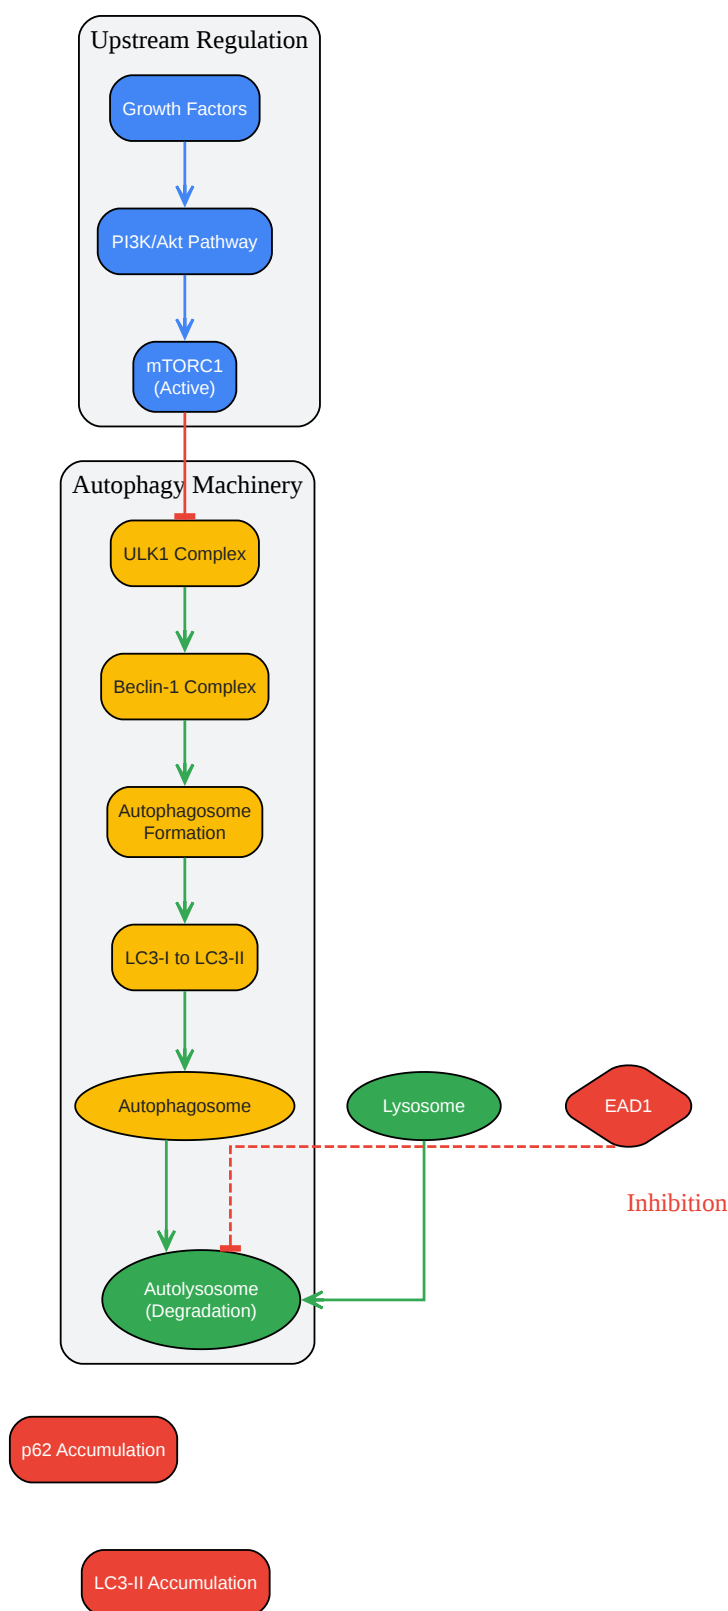 Upstream Regulation
Growth Factors
PI3K/Akt Pathway
mTORC1
(Active)
Autophagy Machinery
ULK1 Complex
Beclin-1 Complex
Autophagosome
Formation
LC3-I to LC3-II
Autophagosome
Lysosome
EAD1
Inhibition
Autolysosome
(Degradation)
p62 Accumulation
LC3-II Accumulation